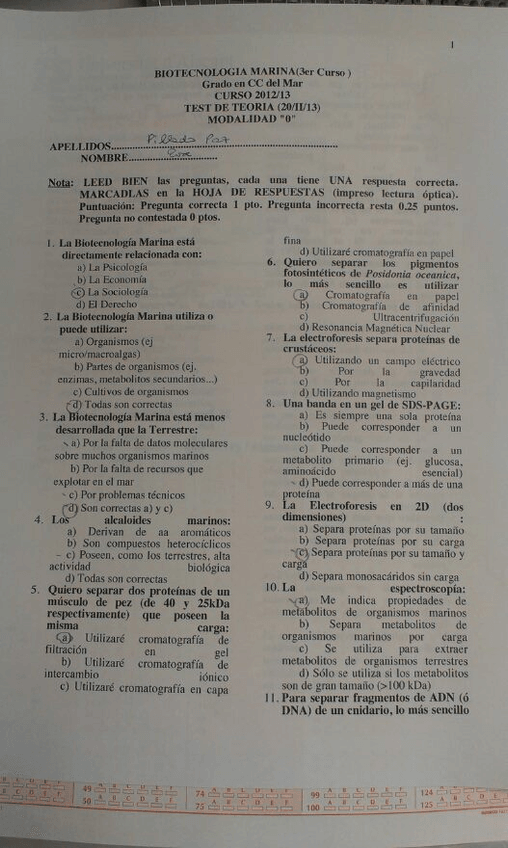 1
BIOTECNOLOGIA MARINA(3er Curso )
Grado en CC del Mar
CURSO 2012/13
TEST DE TEORIA (20/II/13)
MODALIDAD "0"
APELLIDOS....................
NOMBRE....................
Nota: LEED BIEN las preguntas, cada una tiene UNA respuesta correcta.
MARCADLAS en la HOJA DE RESPUESTAS (impreso lectura óptica).
Puntuación: Pregunta correcta 1 pto. Pregunta incorrecta resta 0.25 puntos.
Pregunta no contestada 0 ptos.
1. La Biotecnología Marina está
directamente relacionada con:
a) La Psicología
b) La Economía
c) La Sociología
d) El Derecho
2. La Biotecnología Marina utiliza o
puede utilizar:
a) Organismos (ej
micro/macroalgas)
b) Partes de organismos (ej.
enzimas, metabolitos secundarios...)
c) Cultivos de organismos
d) Todas son correctas
3. La Biotecnología Marina está menos
desarrollada que la Terrestre:
a) Por la falta de datos moleculares
sobre muchos organismos marinos
b) Por la falta de recursos que
explotar en el mar
c) Por problemas técnicos
d) Son correctas a) y c)
4. Los alcaloides marinos:
a) Derivan de aa aromáticos
b) Son compuestos heterocíclicos
c) Poseen, como los terrestres, alta
actividad biológica
d) Todas son correctas
5. Quiero separar dos proteínas de un
músculo de pez (de 40 y 25kDa
respectivamente) que poseen la
misma carga:
a) Utilizaré cromatografía de
filtración en gel
b) Utilizaré cromatografía de
intercambio iónico
c) Utilizaré cromatografía en capa
fina
d) Utilizaré cromatografía en papel
6. Quiero separar los pigmentos
fotosintéticos de Posidonia oceanica,
lo más sencillo es utilizar
a) Cromatografía en papel
b) Cromatografía de afinidad
c) Ultracentrifugación
d) Resonancia Magnética Nuclear
7. La electroforesis separa proteínas de
crustáceos:
a) Utilizando un campo eléctrico
b) Por la gravedad
c) Por la capilaridad
d) Utilizando magnetismo
8. Una banda en un gel de SDS-PAGE:
a) Es siempre una sola proteína
b) Puede corresponder a un
nucleótido
c) Puede corresponder a un
metabolito primario (ej. glucosa,
aminoácido esencial)
d) Puede corresponder a más de una
proteína
9. La Electroforesis en 2D (dos
dimensiones) :
a) Separa proteínas por su tamaño
b) Separa proteínas por su carga
c) Separa proteínas por su tamaño y
carga
d) Separa monosacáridos sin carga
10. La espectroscopía:
a) Me indica propiedades de
metabolitos de organismos marinos
b) Separa metabolitos de
organismos marinos por carga
c) Se utiliza para extraer
metabolitos de organismos terrestres
d) Sólo se utiliza si los metabolitos
son de gran tamaño (>100 kDa)
11. Para separar fragmentos de ADN (ó
DNA) de un cnidario, lo más sencillo
A B C D E F
49 74 99 124
50 75 100 125